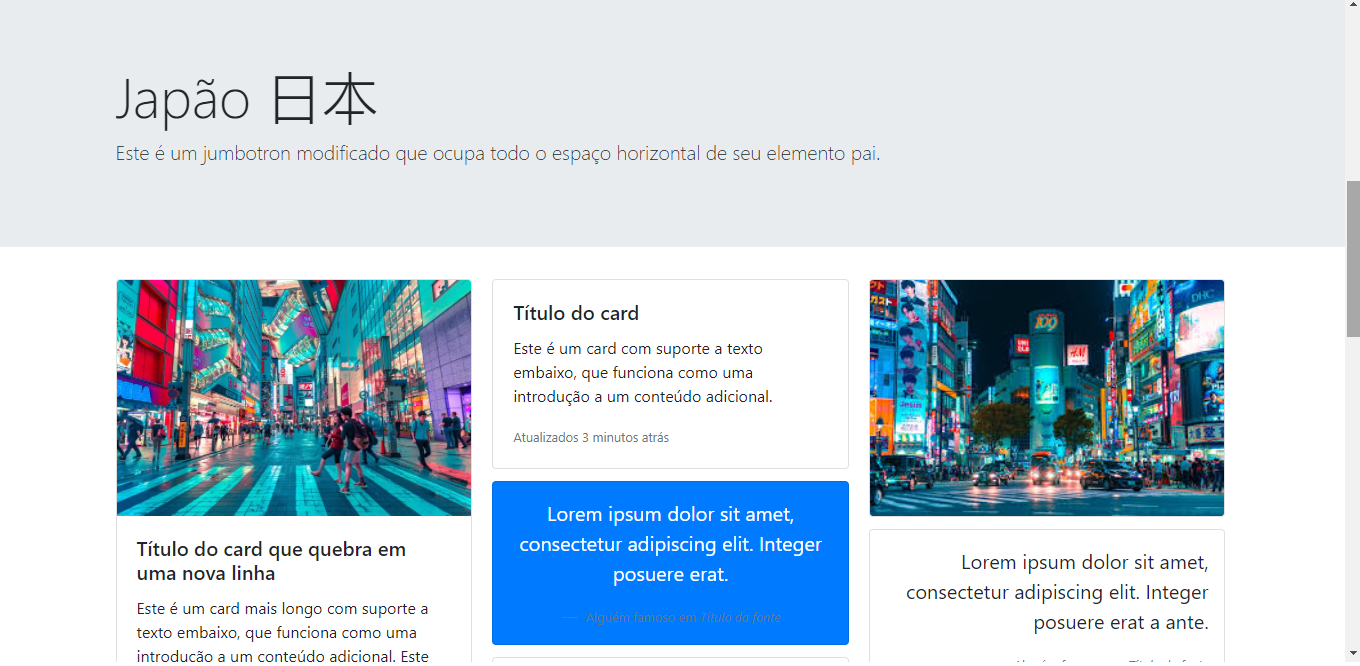 Japão 日本
Este é um jumbotron modificado que ocupa todo o espaço horizontal de seu elemento pai.
Título do card que quebra em
uma nova linha
Este é um card mais longo com suporte a
texto embaixo, que funciona como uma
introdução a um conteúdo adicional. Este
Título do card
Este é um card com suporte a texto
embaixo, que funciona como uma
introdução a um conteúdo adicional.
Atualizados 3 minutos atrás
Lorem ipsum dolor sit amet,
consectetur adipiscing elit. Integer
posuere erat.
— Alguém famoso em Título da fonte
109
H&M
DHC
Lorem ipsum dolor sit amet,
consectetur adipiscing elit. Integer
posuere erat a ante.